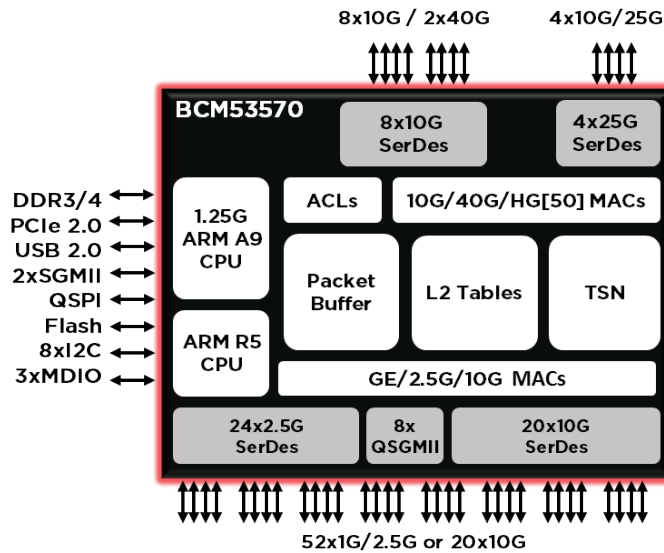 8x10G / 2x40G
4x10G/25G
BCM53570
8x10G
SerDes
4x25G
SerDes
DDR3/4
PCIe 2.0
USB 2.0
2xSGMII
QSPI
Flash
8xI2C
3xMDIO
1.25G
ARM A9
CPU
ACLs
10G/40G/HG[50] MACs
Packet
Buffer
L2 Tables
TSN
ARM R5
CPU
GE/2.5G/10G MACs
24x2.5G
SerDes
8x
QSGMII
20x10G
SerDes
52x1G/2.5G or 20x10G